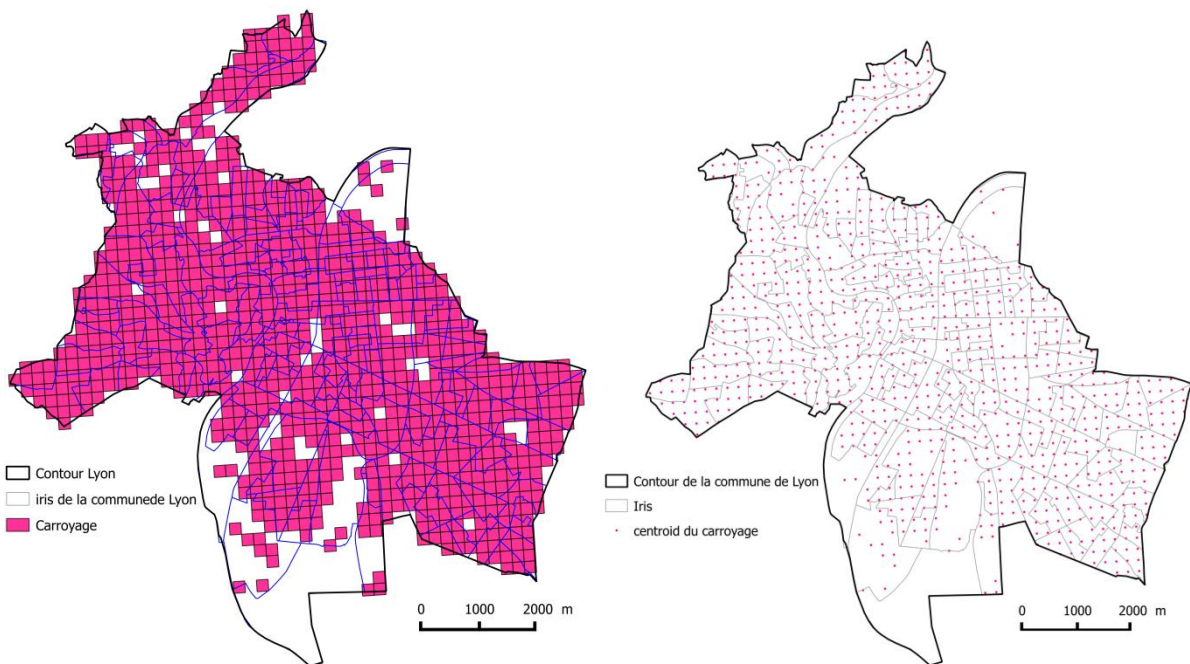 Contour Lyon
iris de la communede Lyon
Carroyage
0 1000 2000 m
Contour de la commune de Lyon
Iris
centroid du carroyage
0 1000 2000 m